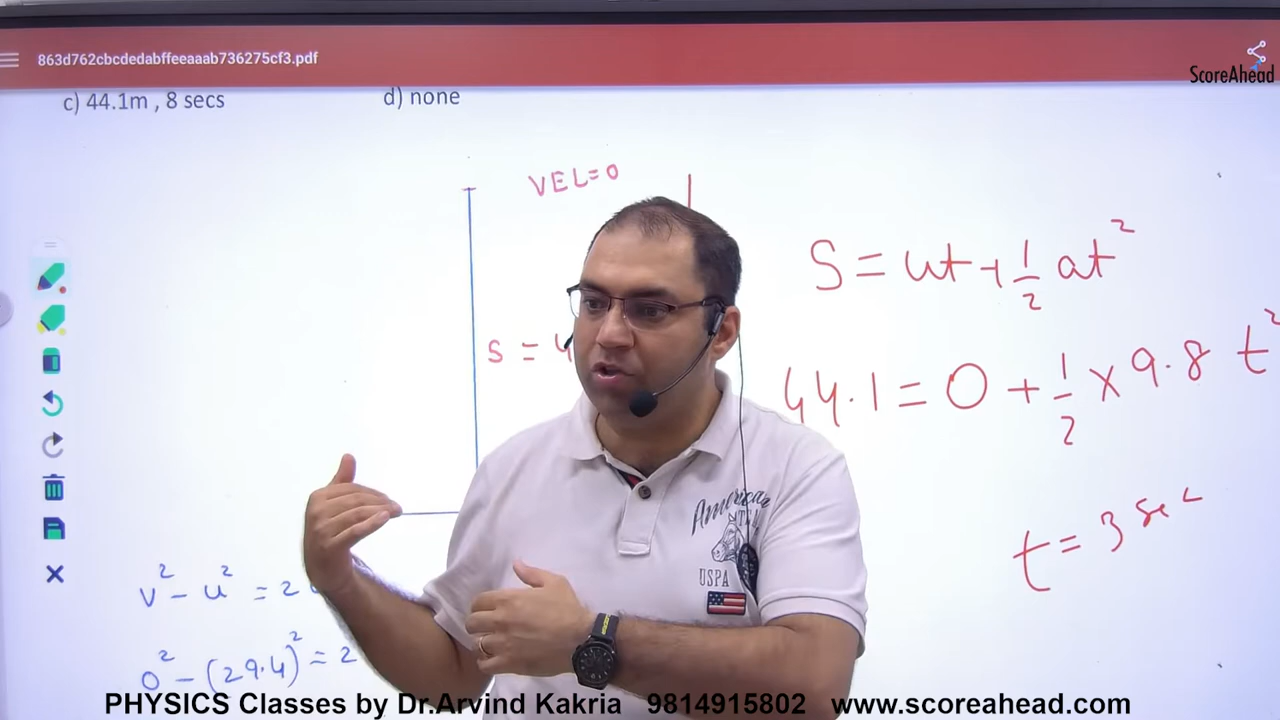 863d762cbcdedabffeeaaab736275cf3.pdf
ScoreAhead
c) 44.1m , 8 secs
d) none
VEL=0
S = ut + 1/2 at²
s = 4
44.1 = 0 + 1/2 × 9.8 t²
t = 3 sec
v² - u² = 2
0² - (29.4)² = 2
American
USPA
PHYSICS Classes by Dr.Arvind Kakria 9814915802 www.scoreahead.com